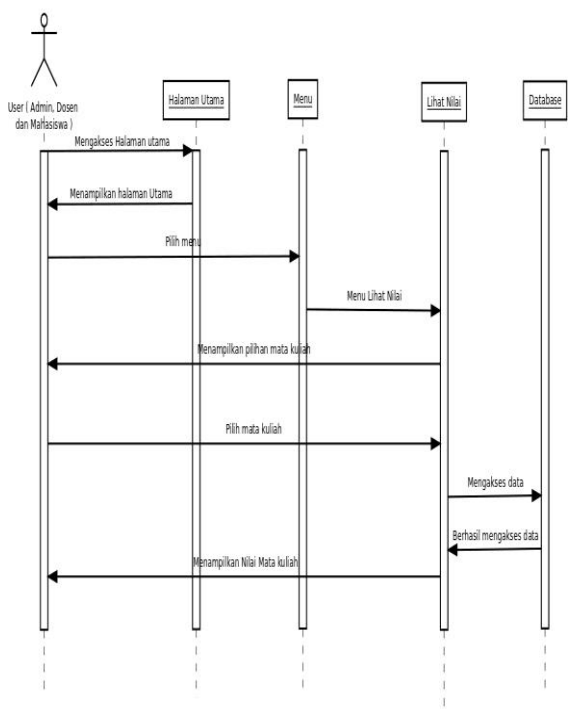 User ( Admin, Dosen
dan Mahasiswa )
Halaman Utama
Menu
Lihat Nilai
Database
Mengakses Halaman utama
Menampilkan halaman Utama
Pilih menu
Menu Lihat Nilai
Menampilkan pilihan mata kuliah
Pilih mata kuliah
Mengakses data
Berhasil mengakses data
Menampilkan Nilai Mata kuliah